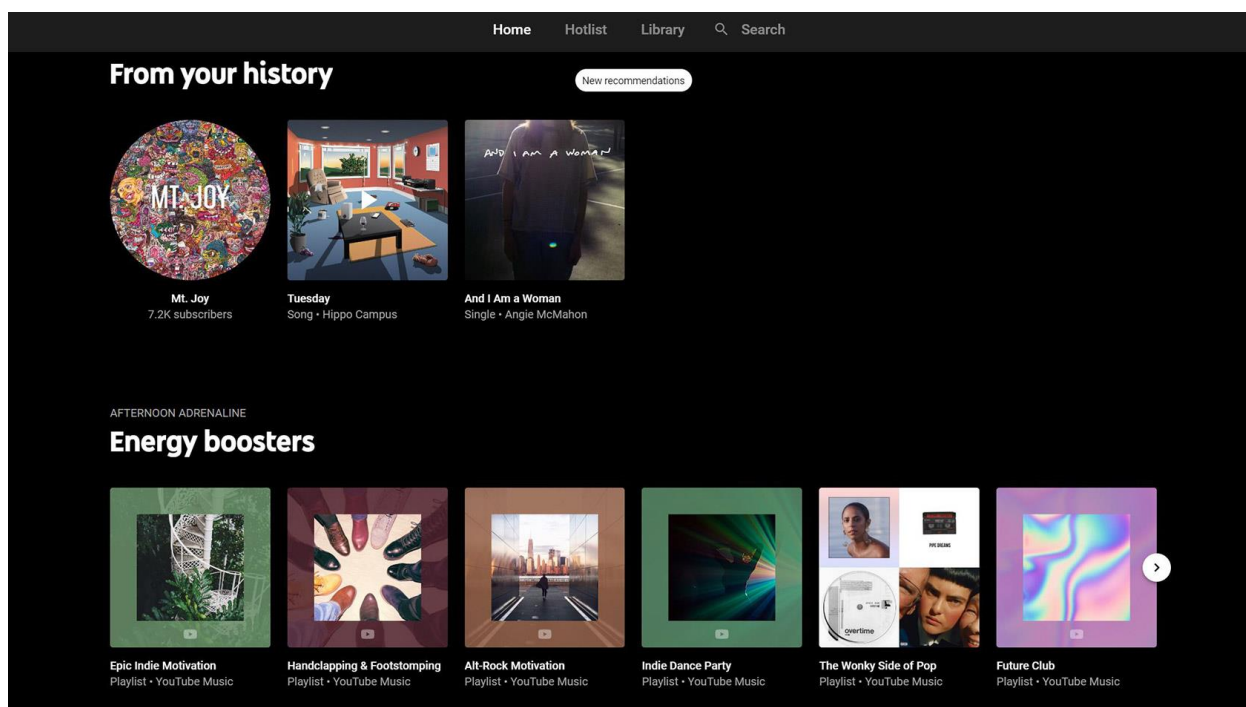 Home Hotlist Library Search
From your history
New recommendations
MT. JOY
AND I AM A WOMAN
Mt. Joy
7.2K subscribers
Tuesday
Song • Hippo Campus
And I Am a Woman
Single • Angie McMahon
AFTERNOON ADRENALINE
Energy boosters
PIPE DREAMS
overtime
Epic Indie Motivation
Playlist • YouTube Music
Handclapping & Footstomping
Playlist • YouTube Music
Alt-Rock Motivation
Playlist • YouTube Music
Indie Dance Party
Playlist • YouTube Music
The Wonky Side of Pop
Playlist • YouTube Music
Future Club
Playlist • YouTube Music